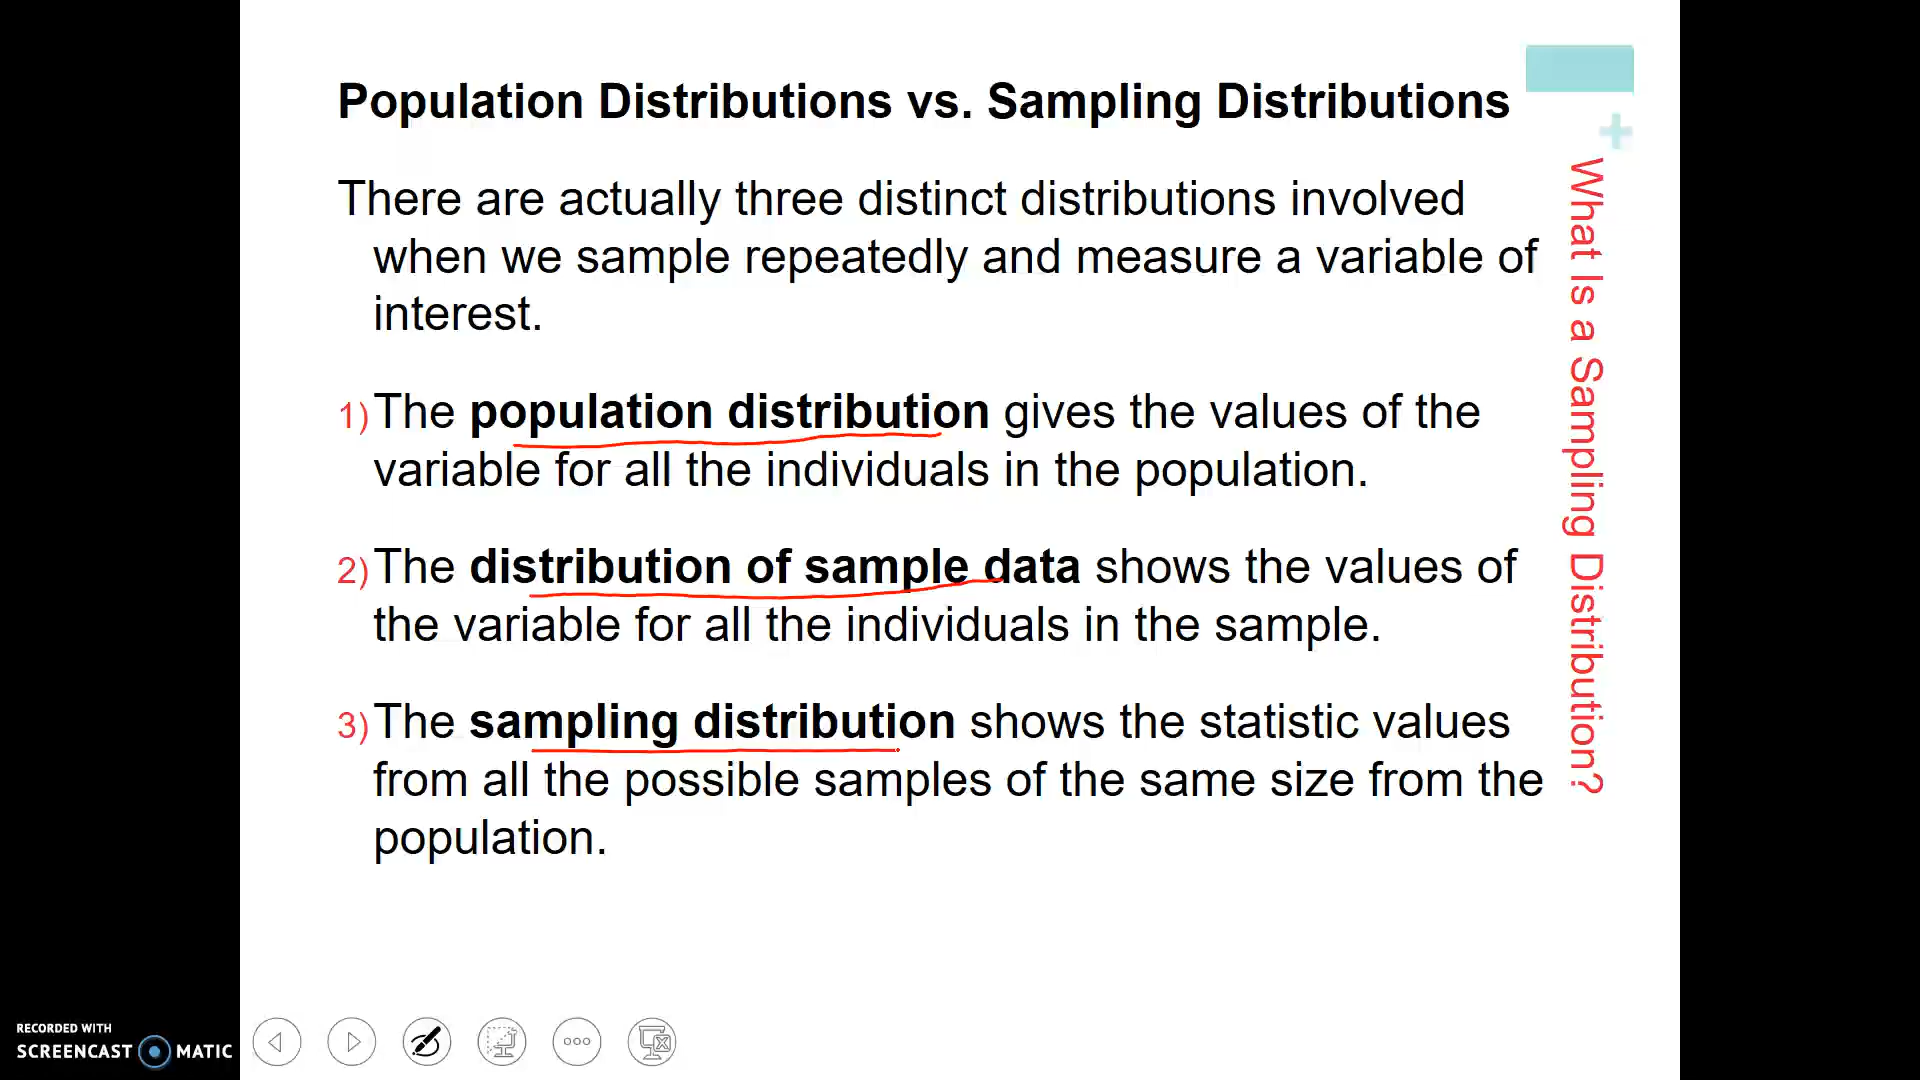 Population Distributions vs. Sampling Distributions
There are actually three distinct distributions involved
when we sample repeatedly and measure a variable of
interest.
1) The population distribution gives the values of the
variable for all the individuals in the population.
2) The distribution of sample data shows the values of
the variable for all the individuals in the sample.
3) The sampling distribution shows the statistic values
from all the possible samples of the same size from the
population.
+
What Is a Sampling Distribution?
RECORDED WITH
SCREENCAST MATIC